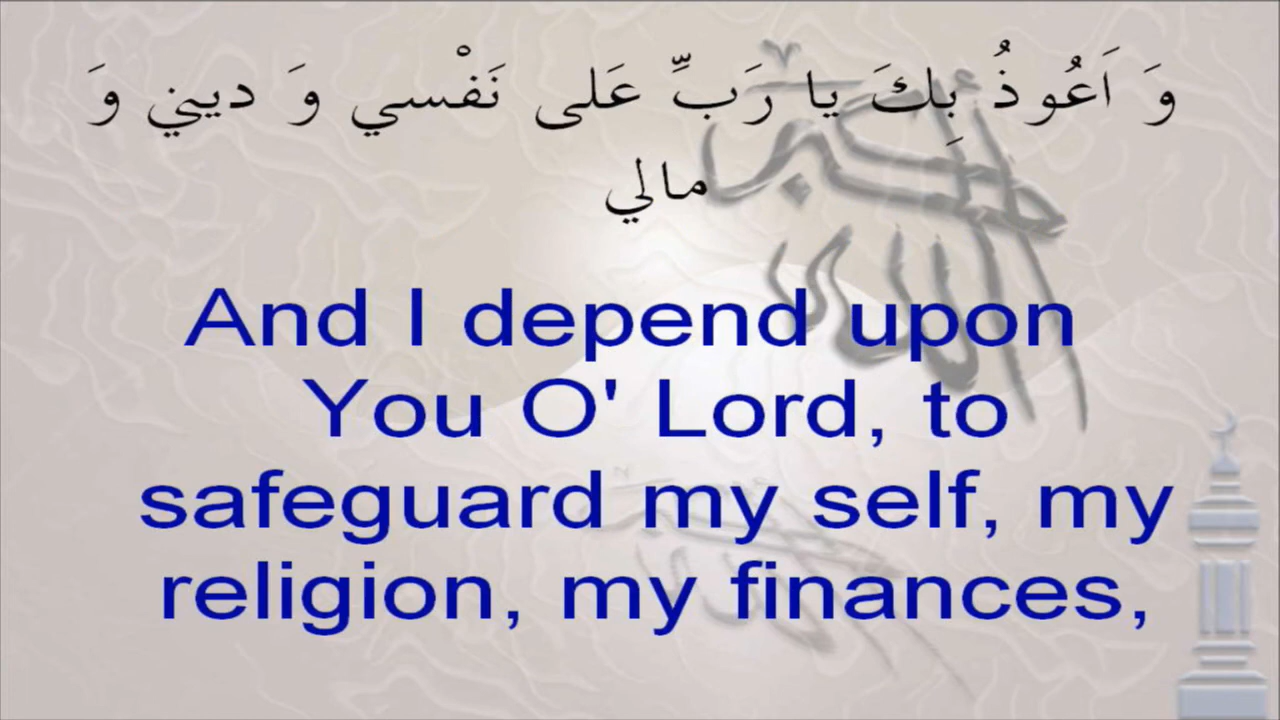 وَ اَعُوذُ بِكَ يا رَبِّ عَلى نَفْسي وَ ديني وَ
مالي
And I depend upon
You O' Lord, to
safeguard my self, my
religion, my finances,